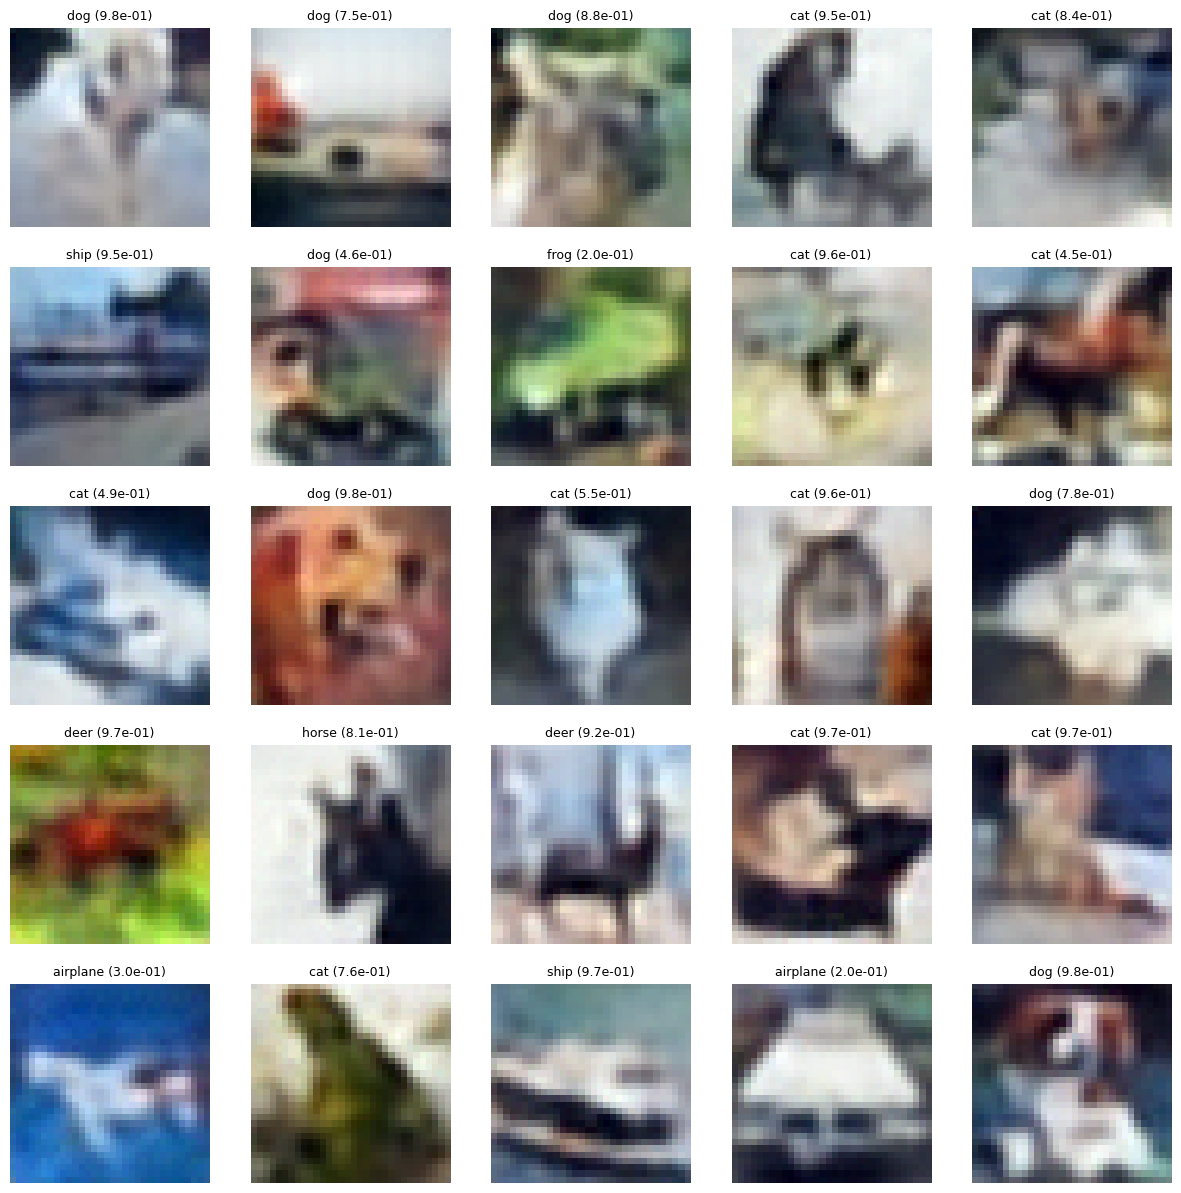 dog (9.8e-01)
dog (7.5e-01)
dog (8.8e-01)
cat (9.5e-01)
cat (8.4e-01)
ship (9.5e-01)
dog (4.6e-01)
frog (2.0e-01)
cat (9.6e-01)
cat (4.5e-01)
cat (4.9e-01)
dog (9.8e-01)
cat (5.5e-01)
cat (9.6e-01)
dog (7.8e-01)
deer (9.7e-01)
horse (8.1e-01)
deer (9.2e-01)
cat (9.7e-01)
cat (9.7e-01)
airplane (3.0e-01)
cat (7.6e-01)
ship (9.7e-01)
airplane (2.0e-01)
dog (9.8e-01)